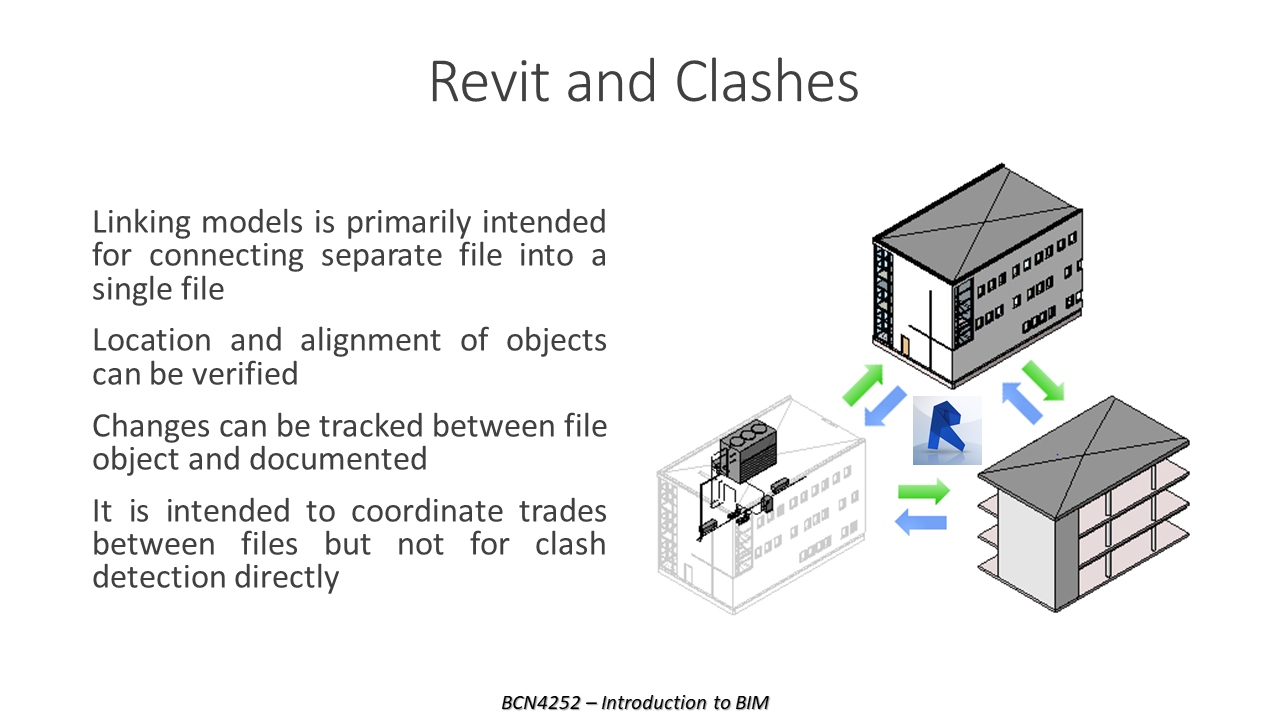 Revit and Clashes
Linking models is primarily intended
for connecting separate file into a
single file
Location and alignment of objects
can be verified
Changes can be tracked between file
object and documented
It is intended to coordinate trades
between files but not for clash
detection directly
BCN4252 – Introduction to BIM